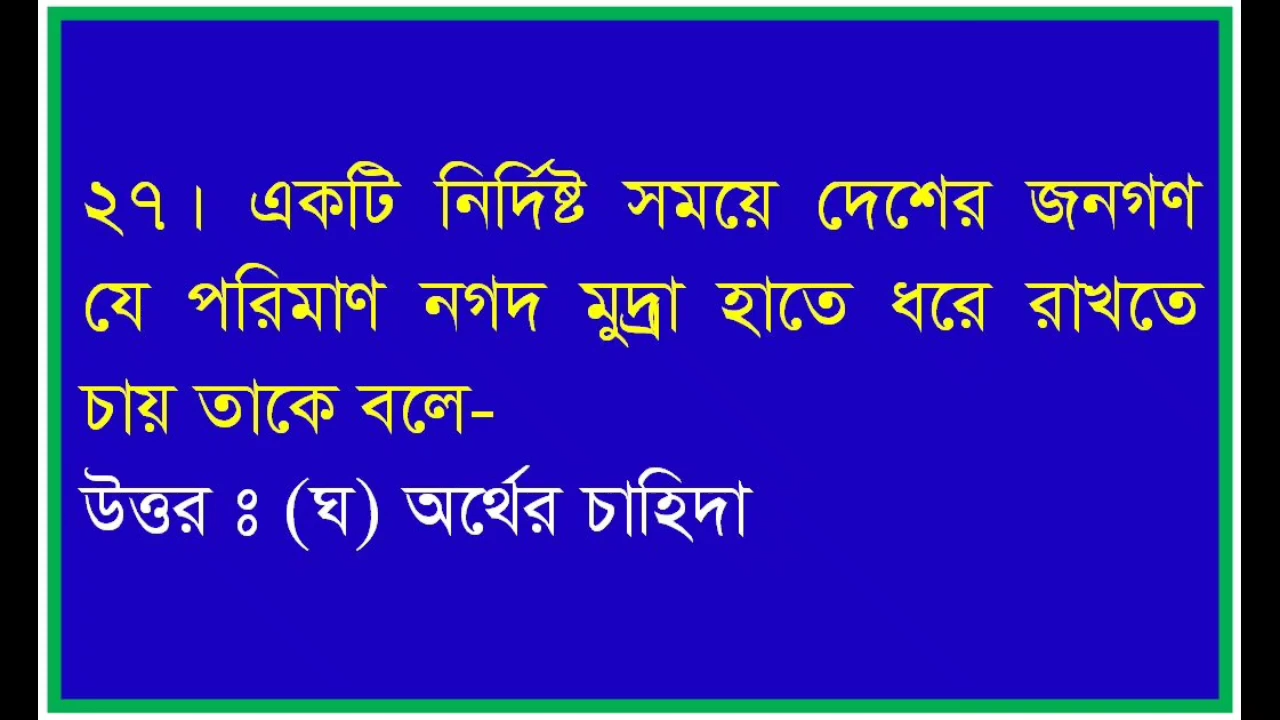 ২৭। একটি নির্দিষ্ট সময়ে দেশের জনগণ
যে পরিমাণ নগদ মুদ্রা হাতে ধরে রাখতে
চায় তাকে বলে-
উত্তর ঃ (ঘ) অর্থের চাহিদা